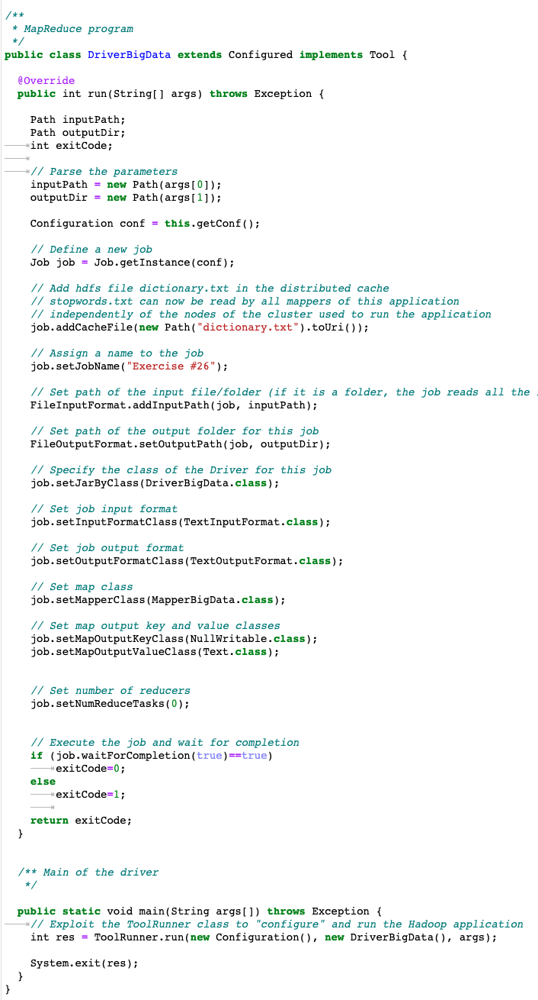 /**
 * MapReduce program
 */
public class DriverBigData extends Configured implements Tool {
@Override
public int run(String[] args) throws Exception {
Path inputPath;
Path outputDir;
int exitCode;
// Parse the parameters
inputPath = new Path(args[0]);
outputDir = new Path(args[1]);
Configuration conf = this.getConf();
// Define a new job
Job job = Job.getInstance(conf);
// Add hdfs file dictionary.txt in the distributed cache
// stopwords.txt can now be read by all mappers of this application
// independently of the nodes of the cluster used to run the application
job.addCacheFile(new Path("dictionary.txt").toUri());
// Assign a name to the job
job.setJobName("Exercise #26");
// Set path of the input file/folder (if it is a folder, the job reads all the
FileInputFormat.addInputPath(job, inputPath);
// Set path of the output folder for this job
FileOutputFormat.setOutputPath(job, outputDir);
// Specify the class of the Driver for this job
job.setJarByClass(DriverBigData.class);
// Set job input format
job.setInputFormatClass(TextInputFormat.class);
// Set job output format
job.setOutputFormatClass(TextOutputFormat.class);
// Set map class
job.setMapperClass(MapperBigData.class);
// Set map output key and value classes
job.setMapOutputKeyClass(NullWritable.class);
job.setMapOutputValueClass(Text.class);
// Set number of reducers
job.setNumReduceTasks(0);
// Execute the job and wait for completion
if (job.waitForCompletion(true)==true)
exitCode=0;
else
exitCode=1;
return exitCode;
}
/** Main of the driver
 */
public static void main(String args[]) throws Exception {
// Exploit the ToolRunner class to "configure" and run the Hadoop application
int res = ToolRunner.run(new Configuration(), new DriverBigData(), args);
System.exit(res);
}
}